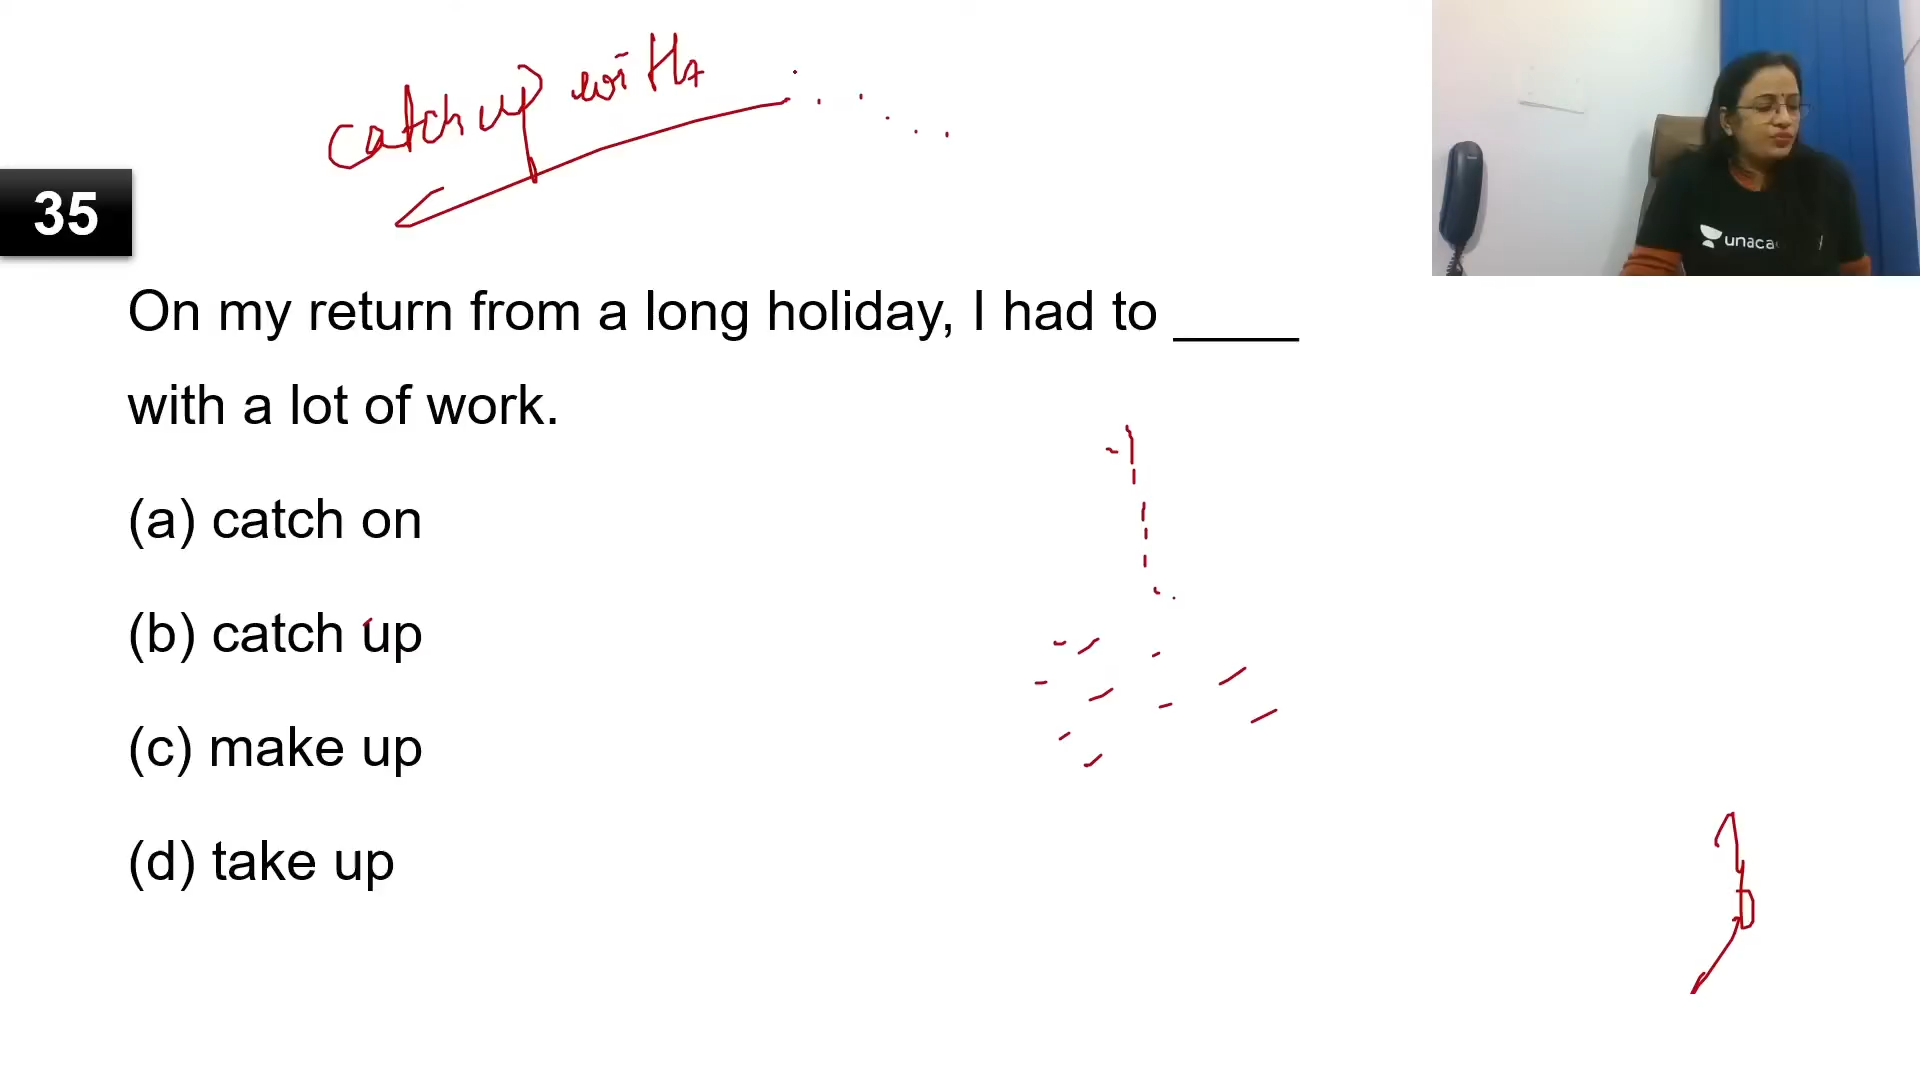 catch up with
35
On my return from a long holiday, I had to _____
with a lot of work.
(a) catch on
(b) catch up
(c) make up
(d) take up